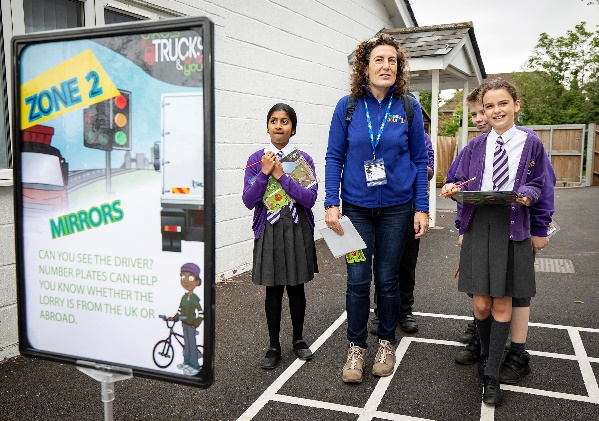 TRUCKS
& you
ZONE 2
MIRRORS
CAN YOU SEE THE DRIVER?
NUMBER PLATES CAN HELP
YOU KNOW WHETHER THE
LORRY IS FROM THE UK OR
ABROAD.